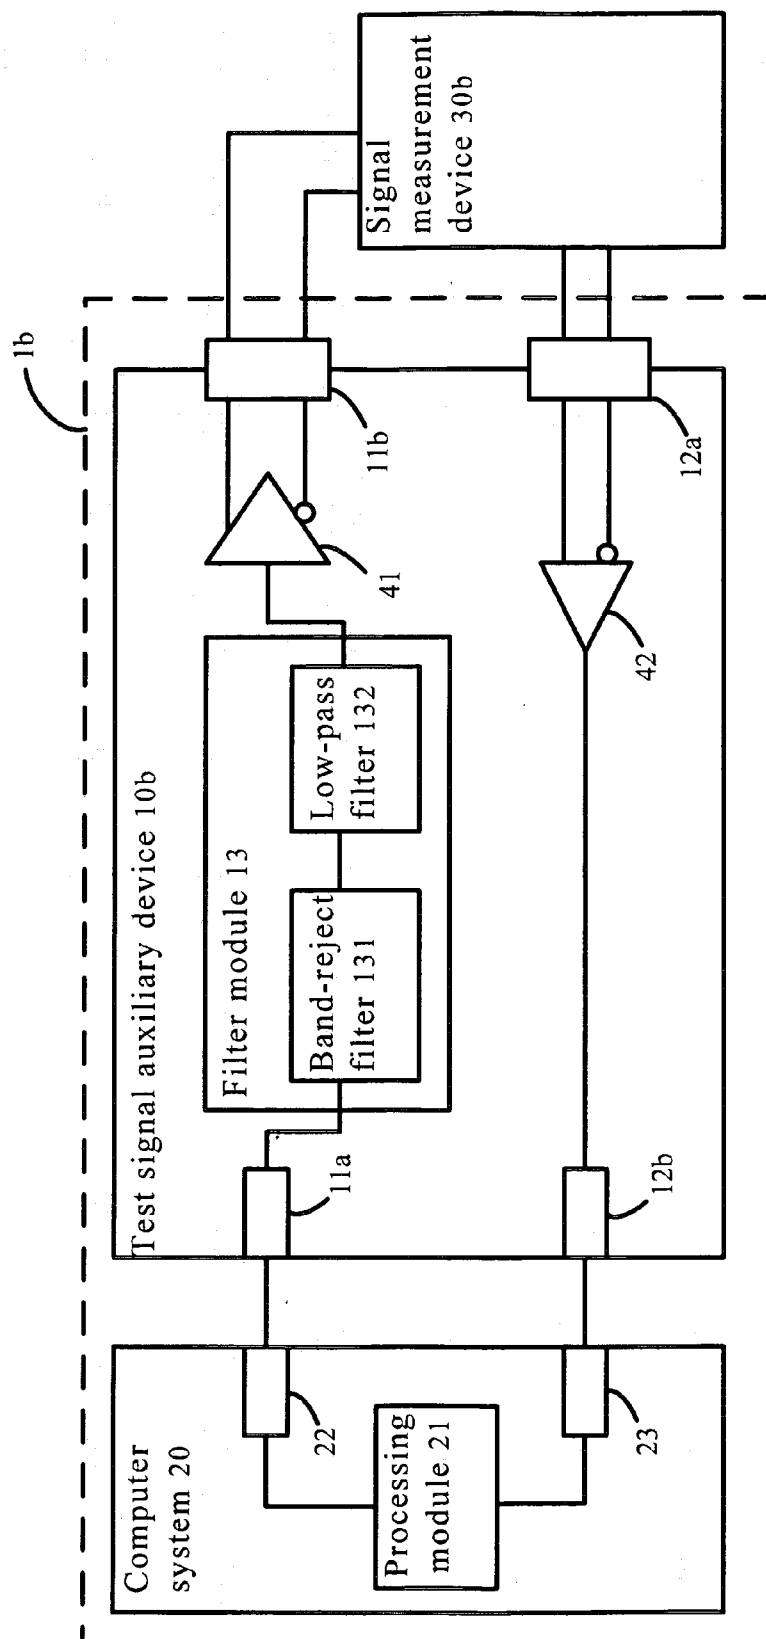 1b
Computer
system 20
Processing
module 21
22
23
Test signal auxiliary device 10b
11a
Filter module 13
Band-reject
filter 131
Low-pass
filter 132
41
11b
12b
42
12a
Signal
measurement
device 30b